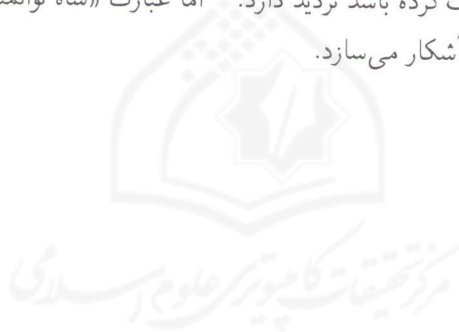 کرده باشد تردید دارد. اما عبارت «شاه
آشکار می‌سازد.
مرکز تحقیقات کامپیوتری علوم اسلامی